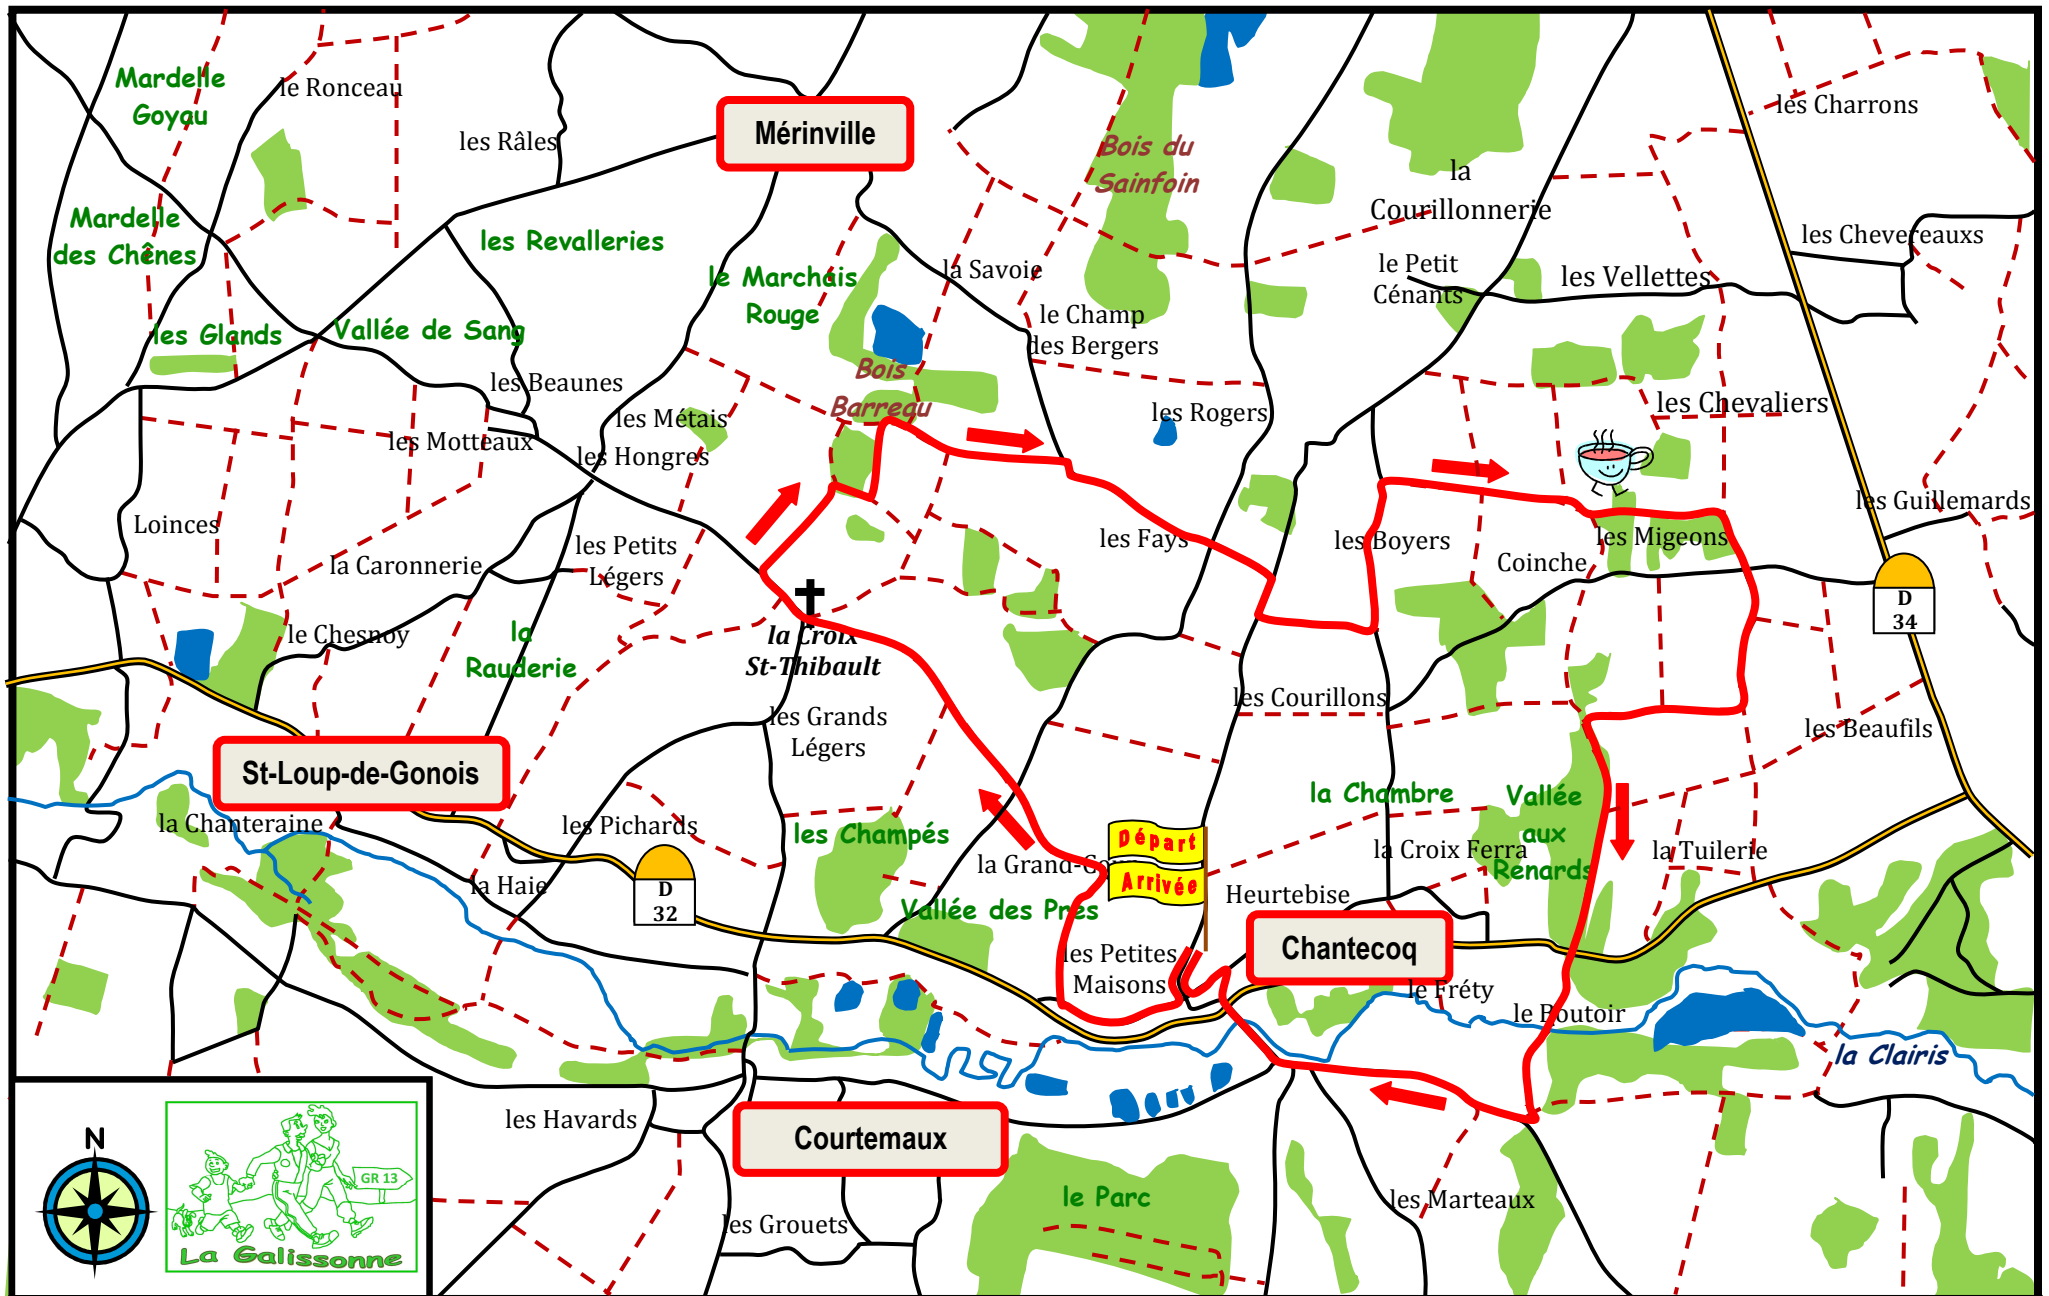 Mardelle
Goyau
le Ronceau
les Râles
Mérinville
Bois du
Sainfoin
la
Courillonnerie
les Charrons
Mardelle
des Chênes
les Revalleries
le Marchais
Rouge
la Savoie
le Petit
Cénants
les Vellettes
les Chevereauxs
les Glands
Vallée de Sang
le Champ
des Bergers
Bois
Barreau
les Beaunes
les Métais
les Rogers
les Chevaliers
les Motteaux
les Hongres
Loinces
les Guillemards
la Caronnerie
les Petits
Légers
les Fays
les Boyers
Coinche
les Migeons
D
34
le Chesnoy
la
Rauderie
la Croix
St-Thibault
les Courillons
les Grands
Légers
les Beaufils
St-Loup-de-Gonois
la Chanteraine
les Pichards
les Champés
la Chambre
Vallée
aux
Renards
la Croix Ferra
la Tuilerie
Départ
Arrivée
la Grand-
la Haie
D
32
Vallée des Prés
Heurtebise
Chantecoq
les Petites
Maisons
le Fréty
le Boutoir
la Clairis
les Havards
Courtemaux
le Parc
les Marteaux
les Grouets
N
GR 13
La Galissonne